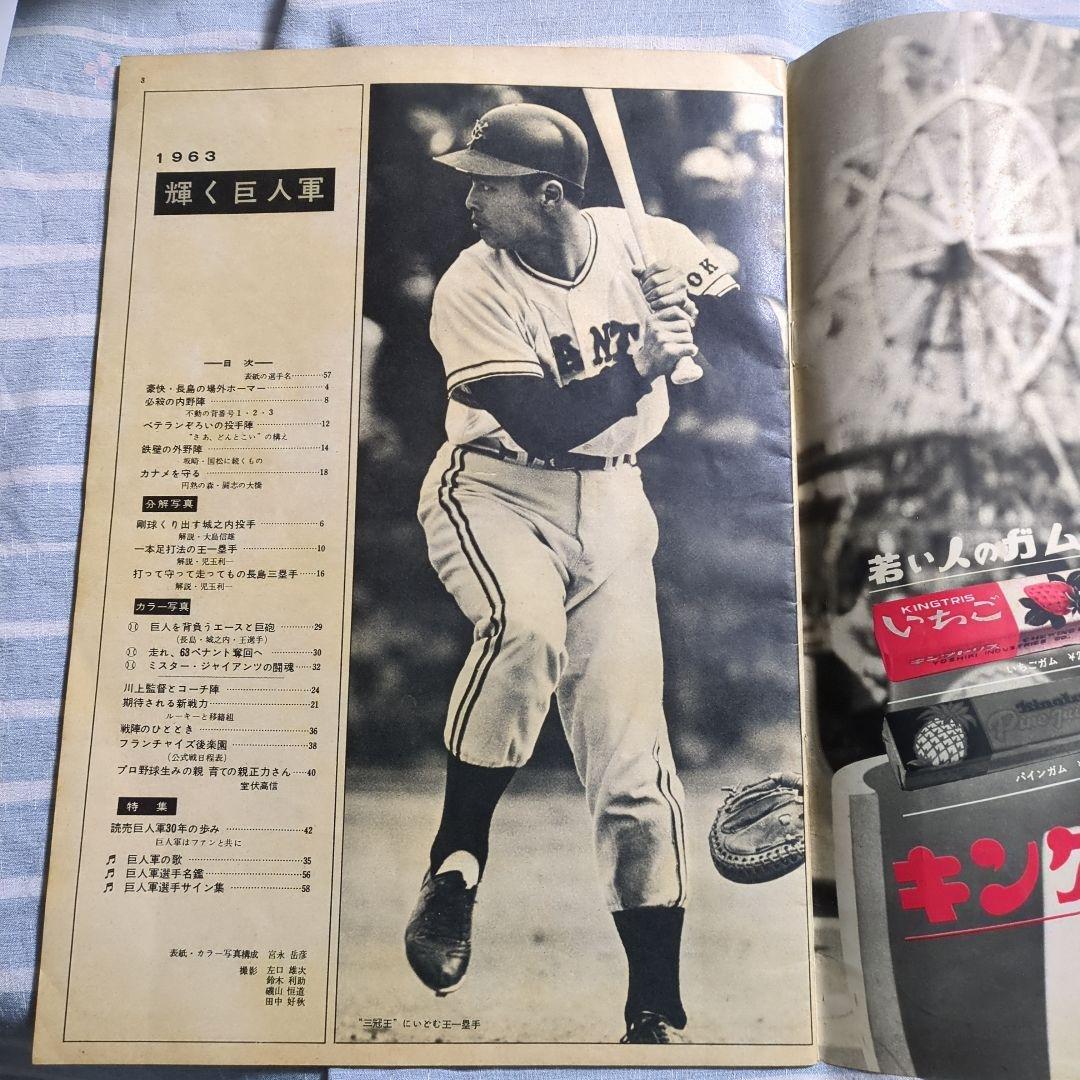 3
1963
輝く巨人軍
―目 次―
表紙の選手名…………57
豪快・長島の場外ホーマー…………4
必殺の内野陣…………8
不動の背番号1・2・3
ベテランぞろいの投手陣…………12
"さあ、どんとこい"の構え
鉄壁の外野陣…………14
坂崎・国松に続くもの
カナメを守る…………18
円熟の森・闘志の大橋
分解写真
剛球くり出す城之内投手…………6
解説・大島信雄
一本足打法の王一塁手…………10
解説・児玉利一
打って守って走ってもの長島三塁手……16
解説・児玉利一
カラー写真
巨人を背負うエースと巨砲…………29
(長島・城之内・王選手)
走れ、63ペナント奪回へ…………30
ミスター・ジャイアンツの闘魂……32
川上監督とコーチ陣…………24
期待される新戦力…………21
ルーキーと移籍組
戦陣のひととき…………36
フランチャイズ後楽園…………38
(公式戦日程表)
プロ野球生みの親 育ての親正力さん……40
室伏高信
特 集
読売巨人軍30年の歩み…………42
巨人軍はファンと共に
♬ 巨人軍の歌…………35
♬ 巨人軍選手名鑑…………56
♬ 巨人軍選手サイン集…………58
表紙・カラー写真構成 宮永 岳彦
撮影 左口 雄次
鈴木 利助
磯山 恒道
田中 好秋
YG
ANT
OK
"三冠王"にいどむ王一塁手
若い人のガム
KINGTRIS
いちご
いちごガム
パインガム
キンケ